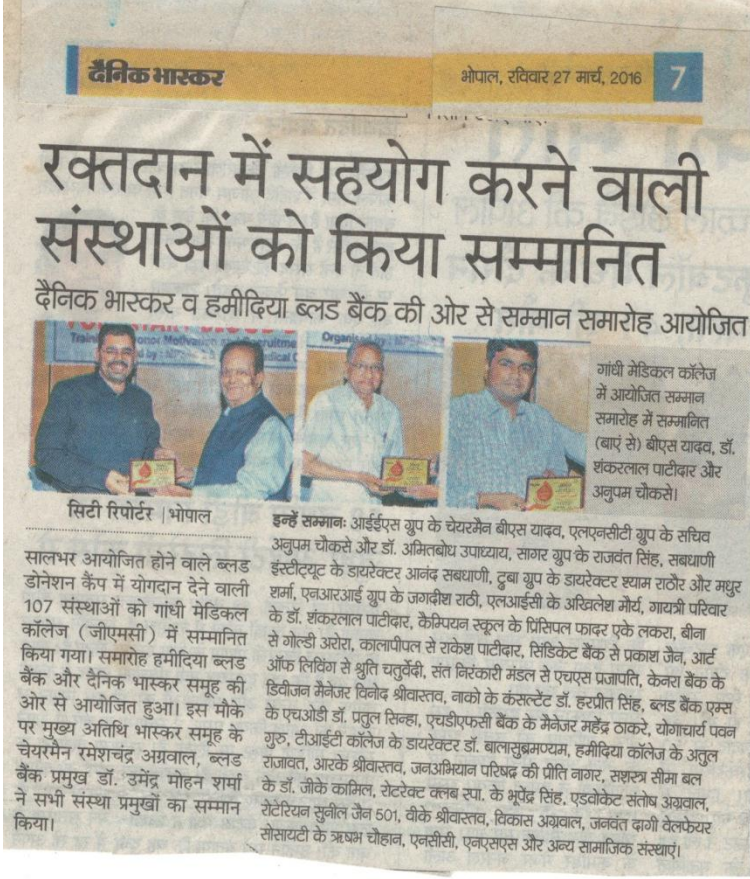 दैनिक भास्कर
भोपाल, रविवार 27 मार्च, 2016
7
रक्तदान में सहयोग करने वाली
संस्थाओं को किया सम्मानित
दैनिक भास्कर व हमीदिया ब्लड बैंक की ओर से सम्मान समारोह आयोजित
Organised by : MPS
गांधी मेडिकल कॉलेज
में आयोजित सम्मान
समारोह में सम्मानित
(बाएं से) बीएस यादव, डॉ.
शंकरलाल पाटीदार और
अनुपम चौकसे।
सिटी रिपोर्टर | भोपाल
सालभर आयोजित होने वाले ब्लड
डोनेशन कैंप में योगदान देने वाली
107 संस्थाओं को गांधी मेडिकल
कॉलेज (जीएमसी) में सम्मानित
किया गया। समारोह हमीदिया ब्लड
बैंक और दैनिक भास्कर समूह की
ओर से आयोजित हुआ। इस मौके
पर मुख्य अतिथि भास्कर समूह के
चेयरमैन रमेशचंद्र अग्रवाल, ब्लड
बैंक प्रमुख डॉ. उमेंद्र मोहन शर्मा
ने सभी संस्था प्रमुखों का सम्मान
किया।
इन्हें सम्मान: आईईएस ग्रुप के चेयरमैन बीएस यादव, एलएनसीटी ग्रुप के सचिव
अनुपम चौकसे और डॉ. अमितबोध उपाध्याय, सागर ग्रुप के राजवंत सिंह, सबधाणी
इंस्टीट्यूट के डायरेक्टर आनंद सबधाणी, ट्रुबा ग्रुप के डायरेक्टर श्याम राठौर और मधुर
शर्मा, एनआरआई ग्रुप के जगदीश राठी, एलआईसी के अखिलेश मौर्य, गायत्री परिवार
के डॉ. शंकरलाल पाटीदार, कैम्पियन स्कूल के प्रिंसिपल फादर एके लकरा, बीना
से गोल्डी अरोरा, कालापीपल से राकेश पाटीदार, सिंडिकेट बैंक से प्रकाश जैन, आर्ट
ऑफ लिविंग से श्रुति चतुर्वेदी, संत निरंकारी मंडल से एचएस प्रजापति, केनरा बैंक के
डिवीजन मैनेजर विनोद श्रीवास्तव, नाको के कंसल्टेंट डॉ. हरप्रीत सिंह, ब्लड बैंक एम्स
के एचओडी डॉ. प्रतुल सिन्हा, एचडीएफसी बैंक के मैनेजर महेंद्र ठाकरे, योगाचार्य पवन
गुरु, टीआईटी कॉलेज के डायरेक्टर डॉ. बालासुब्रमण्यम, हमीदिया कॉलेज के अतुल
राजावत, आरके श्रीवास्तव, जनअभियान परिषद की प्रीति नागर, सशस्त्र सीमा बल
के डॉ. जीके कामिल, रोटरेक्ट क्लब स्पा. के भूपेंद्र सिंह, एडवोकेट संतोष अग्रवाल,
रोटेरियन सुनील जैन 501, वीके श्रीवास्तव, विकास अग्रवाल, जनवंत दागी वेलफेयर
सोसायटी के ऋषभ चौहान, एनसीसी, एनएसएस और अन्य सामाजिक संस्थाएं।